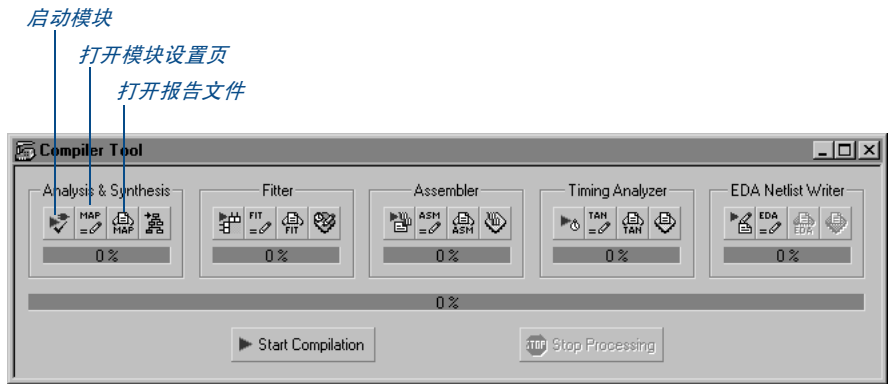 启动模块
打开模块设置页
打开报告文件
Compiler Tool
Analysis & Synthesis
Fitter
Assembler
Timing Analyzer
EDA Netlist Writer
MAP
MAP
FIT
FIT
ASM
ASM
TAN
TAN
EDA
EDA
0 %
0 %
0 %
0 %
0 %
0 %
Start Compilation
STOP
Stop Processing